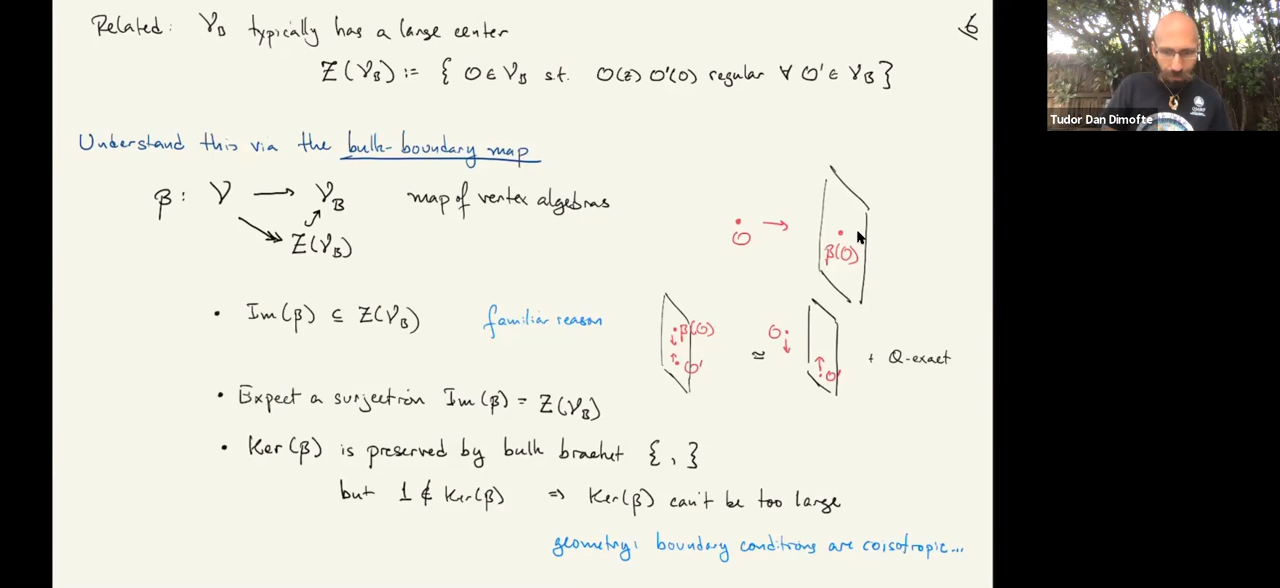 Related: 𝒱_B typically has a large center
6
Z(𝒱_B) := { O ∈ 𝒱_B s.t. O(z) O'(0) regular ∀ O' ∈ 𝒱_B }
Tudor Dan Dimofte
Understand this via the bulk-boundary map
β: 𝒱 → 𝒱_B map of vertex algebras
Z(𝒱_B)
O → β(O)
• Im(β) ⊆ Z(𝒱_B) familiar reason
β(O) O' ≃ O O' + Q-exact
• Expect a surjection Im(β) = Z(𝒱_B)
• Ker(β) is preserved by bulk bracket { , }
but 1 ∉ Ker(β) ⇒ Ker(β) can't be too large
geometry: boundary conditions are coisotropic...